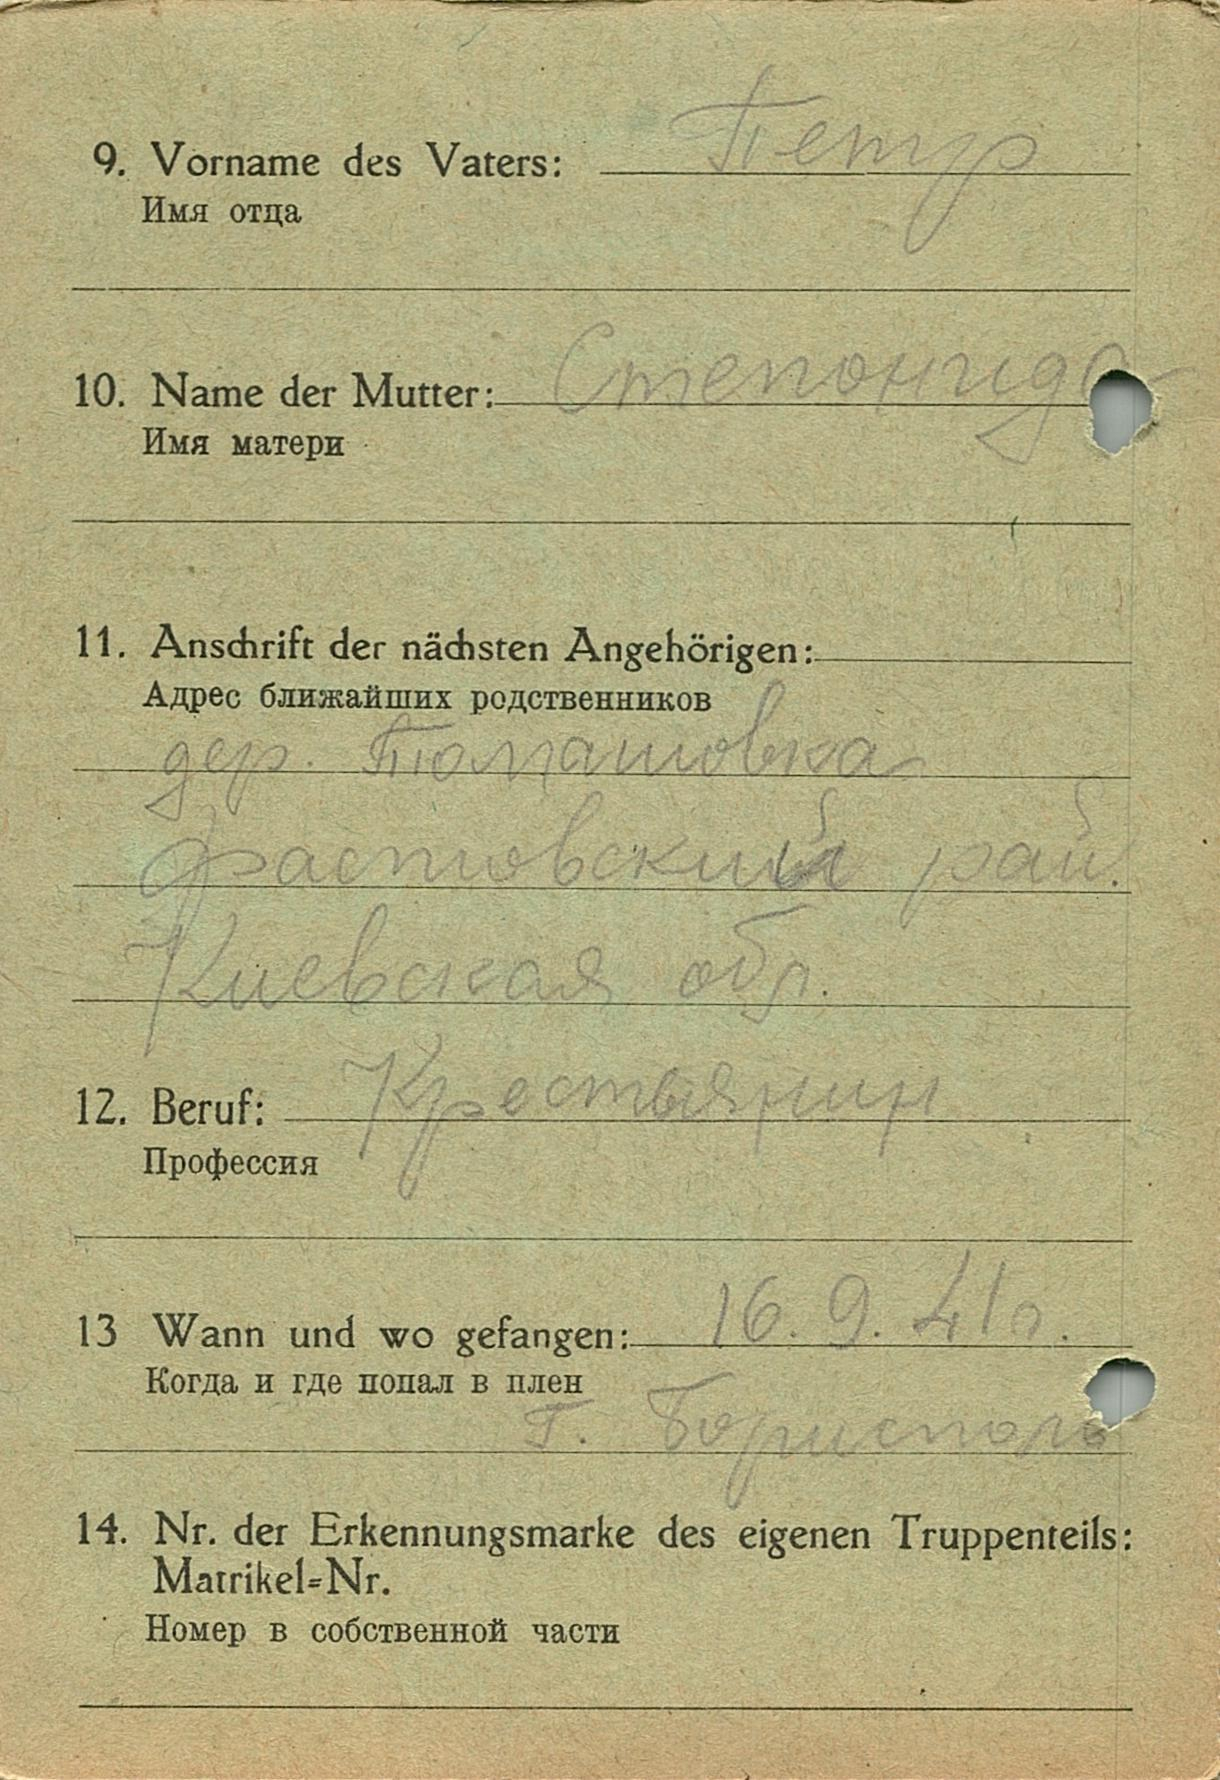 9. Vorname des Vaters: Петр
Имя отца
10. Name der Mutter: Степонида
Имя матери
11. Anschrift der nächsten Angehörigen:
Адрес ближайших родственников
дер. Томашовка
Фастовский рай.
Киевская обл.
12. Beruf: Крестьянин
Профессия
13 Wann und wo gefangen: 16. 9. 41 г.
Когда и где попал в плен
г. Борисполь
14. Nr. der Erkennungsmarke des eigenen Truppenteils:
Matrikel=Nr.
Номер в собственной части